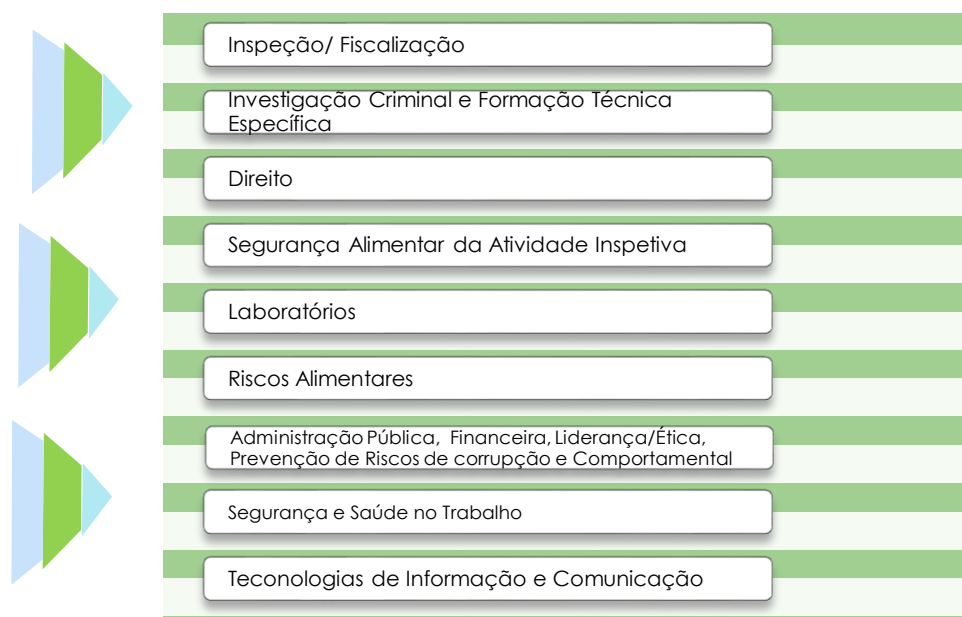 Inspeção/ Fiscalização
Investigação Criminal e Formação Técnica
Específica
Direito
Segurança Alimentar da Atividade Inspetiva
Laboratórios
Riscos Alimentares
Administração Pública, Financeira, Liderança/Ética,
Prevenção de Riscos de corrupção e Comportamental
Segurança e Saúde no Trabalho
Teconologias de Informação e Comunicação